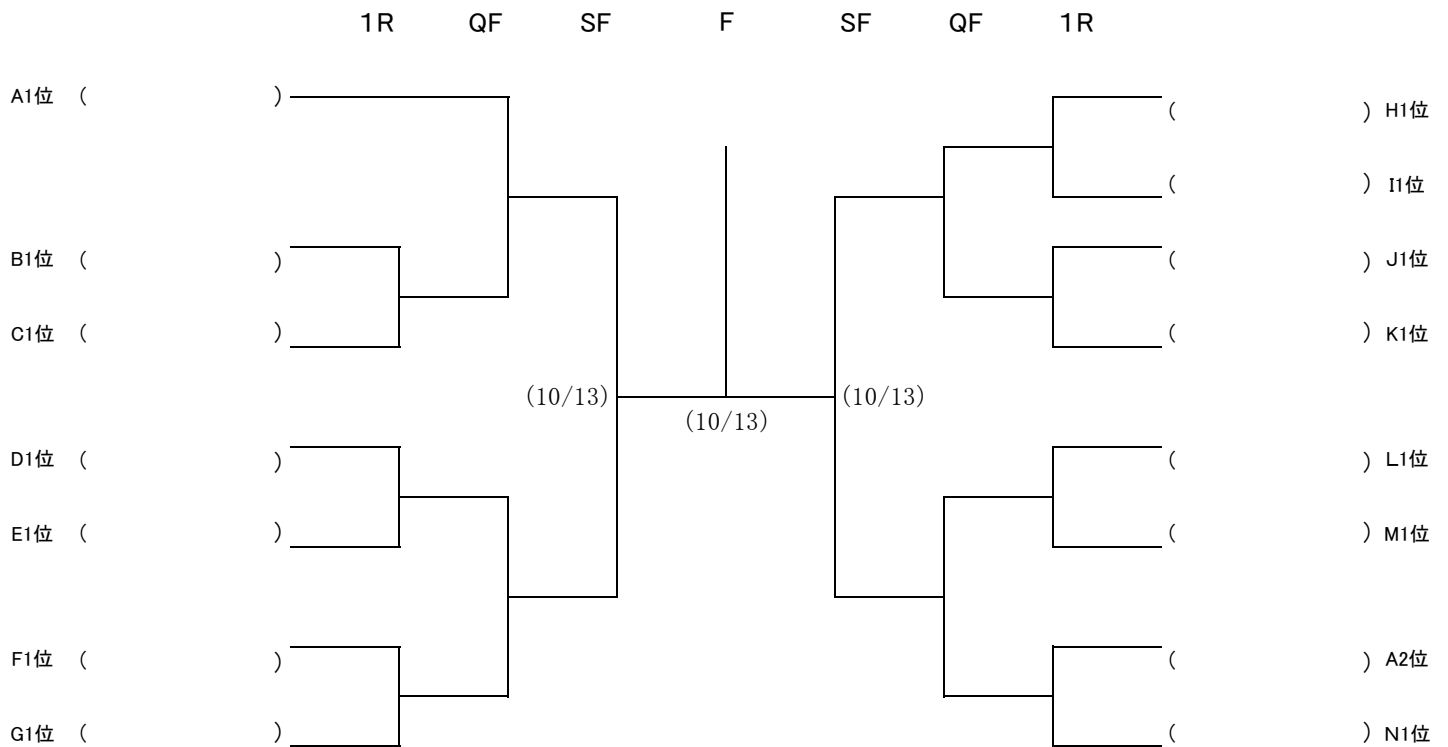 1R QF SF F SF QF 1R
A1位 ( ) ( ) H1位
( ) I1位
B1位 ( ) ( ) J1位
C1位 ( ) ( ) K1位
(10/13) (10/13) (10/13)
D1位 ( ) ( ) L1位
E1位 ( ) ( ) M1位
F1位 ( ) ( ) A2位
G1位 ( ) ( ) N1位